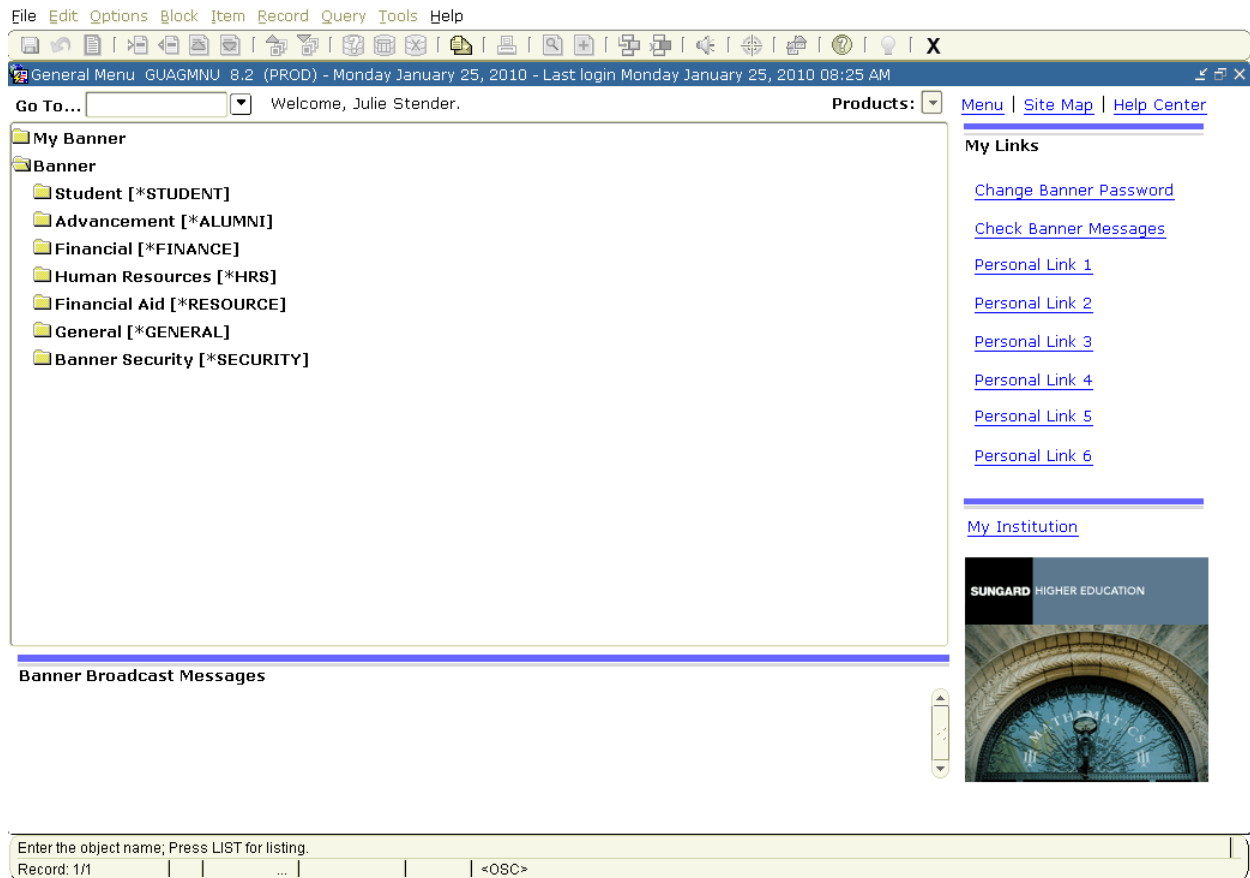 File Edit Options Block Item Record Query Tools Help
X
General Menu GUAGMNU 8.2 (PROD) - Monday January 25, 2010 - Last login Monday January 25, 2010 08:25 AM
Go To... Welcome, Julie Stender. Products: Menu | Site Map | Help Center
My Banner
Banner
Student [*STUDENT]
Advancement [*ALUMNI]
Financial [*FINANCE]
Human Resources [*HRS]
Financial Aid [*RESOURCE]
General [*GENERAL]
Banner Security [*SECURITY]
My Links
Change Banner Password
Check Banner Messages
Personal Link 1
Personal Link 2
Personal Link 3
Personal Link 4
Personal Link 5
Personal Link 6
My Institution
SUNGARD HIGHER EDUCATION
MATHEMATICS
Banner Broadcast Messages
Enter the object name; Press LIST for listing.
Record: 1/1 ... <OSC>